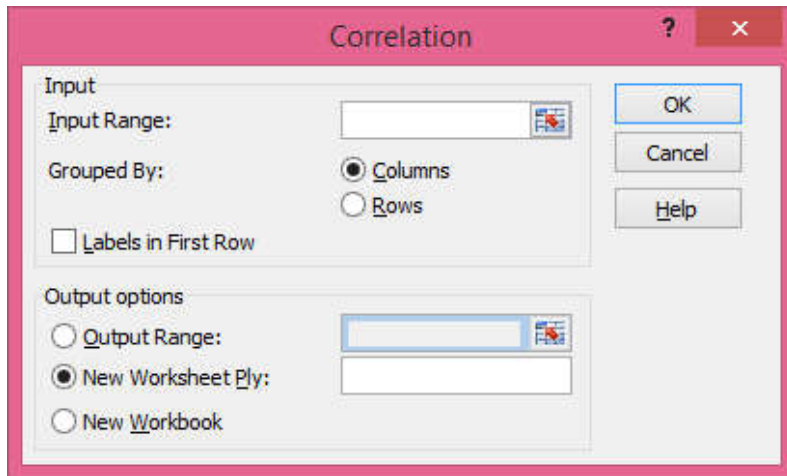 Correlation
?
Input
Input Range:
Grouped By:
Columns
Rows
Labels in First Row
OK
Cancel
Help
Output options
Output Range:
New Worksheet Ply:
New Workbook